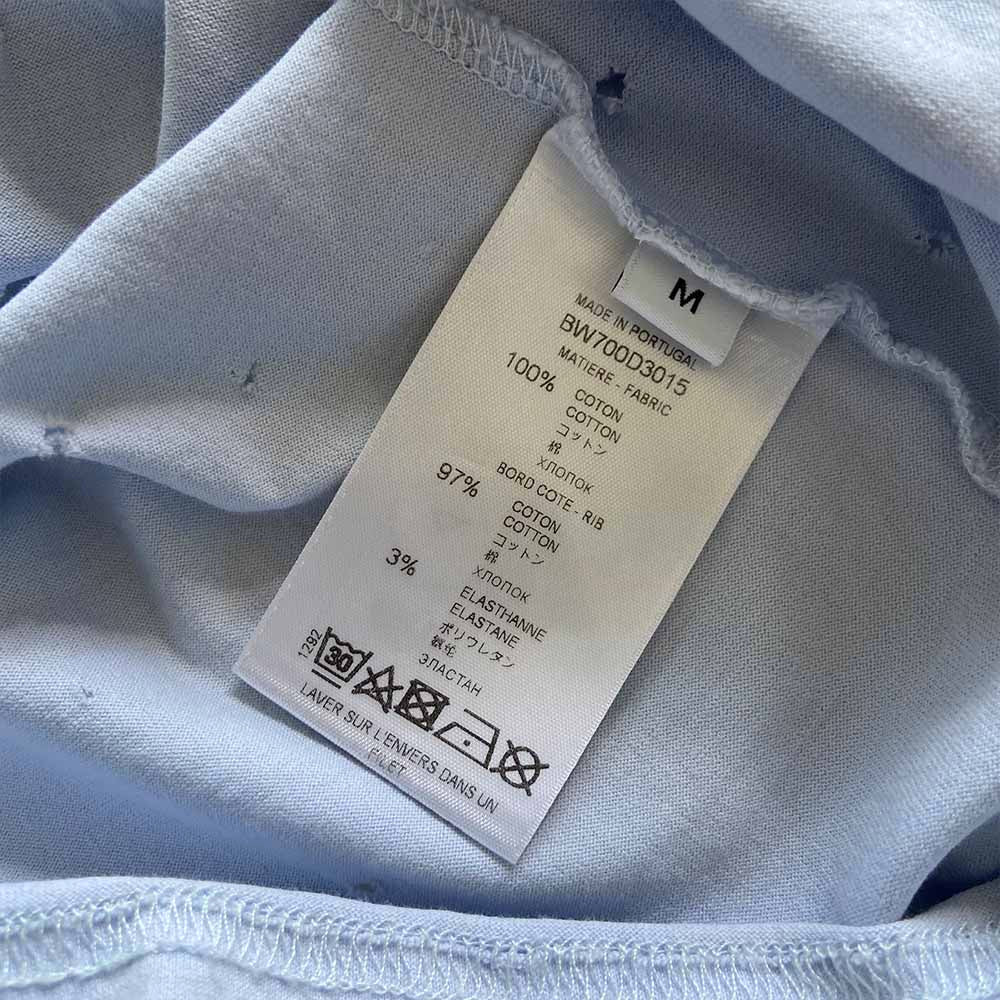 M
MADE IN PORTUGAL
BW700D3015
MATIERE - FABRIC
100% COTON
COTTON
コットン
棉
ХЛОПОК
BORD COTE - RIB
97% COTON
COTTON
コットン
棉
ХЛОПОК
3% ELASTHANNE
ELASTANE
ポリウレタン
氨纶
ЭЛАСТАН
1292
30
LAVER SUR L'ENVERS DANS UN
FILET